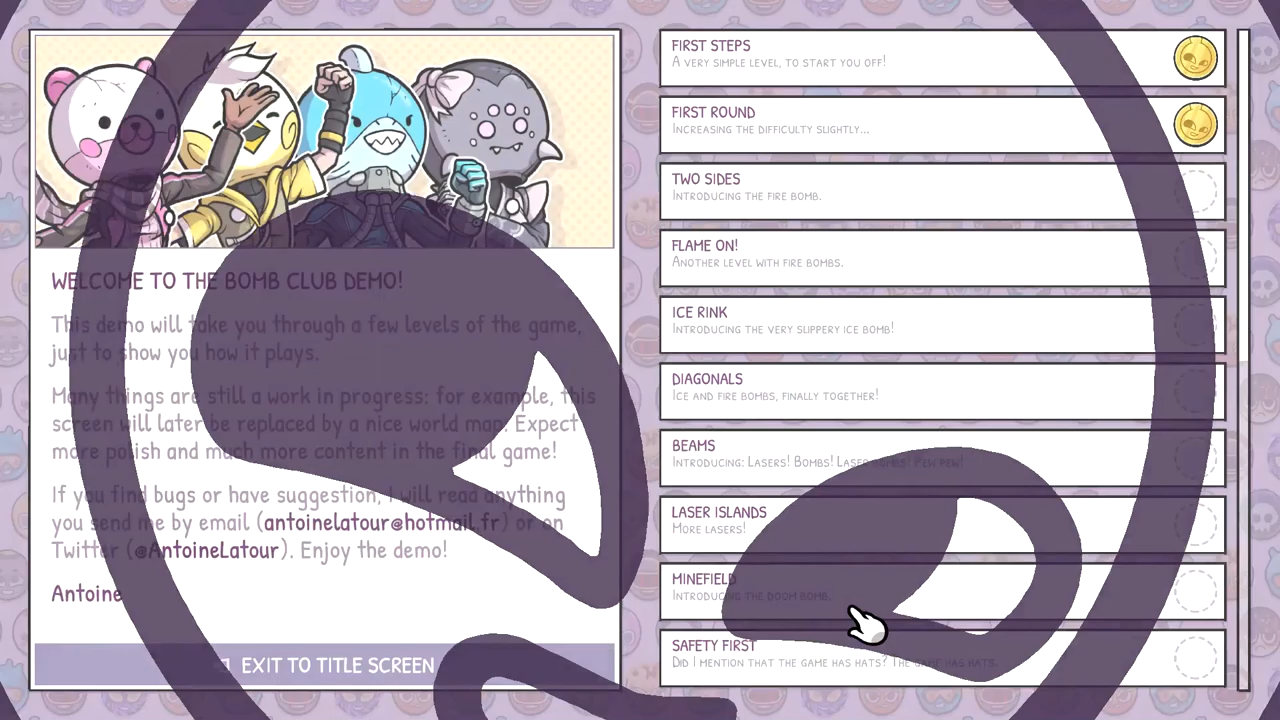 WELCOME TO THE BOMB CLUB DEMO!
This demo will take you through a few levels of the game,
just to show you how it plays.
Many things are still a work in progress: for example, this
screen will later be replaced by a nice world map. Expect
more polish and much more content in the final game!
If you find bugs or have suggestion, I will read anything
you send me by email (antoinelatour@hotmail.fr) or on
Twitter (@AntoineLatour). Enjoy the demo!
Antoine
EXIT TO TITLE SCREEN
FIRST STEPS
A VERY SIMPLE LEVEL, TO START YOU OFF!
FIRST ROUND
INCREASING THE DIFFICULTY SLIGHTLY...
TWO SIDES
INTRODUCING THE FIRE BOMB.
FLAME ON!
ANOTHER LEVEL WITH FIRE BOMBS.
ICE RINK
INTRODUCING THE VERY SLIPPERY ICE BOMB!
DIAGONALS
ICE AND FIRE BOMBS, FINALLY TOGETHER!
BEAMS
INTRODUCING: LASERS! BOMBS! LASER BOMBS! PEW PEW!
LASER ISLANDS
MORE LASERS!
MINEFIELD
INTRODUCING THE DOOM BOMB.
SAFETY FIRST
DID I MENTION THAT THE GAME HAS HATS? THE GAME HAS HATS.